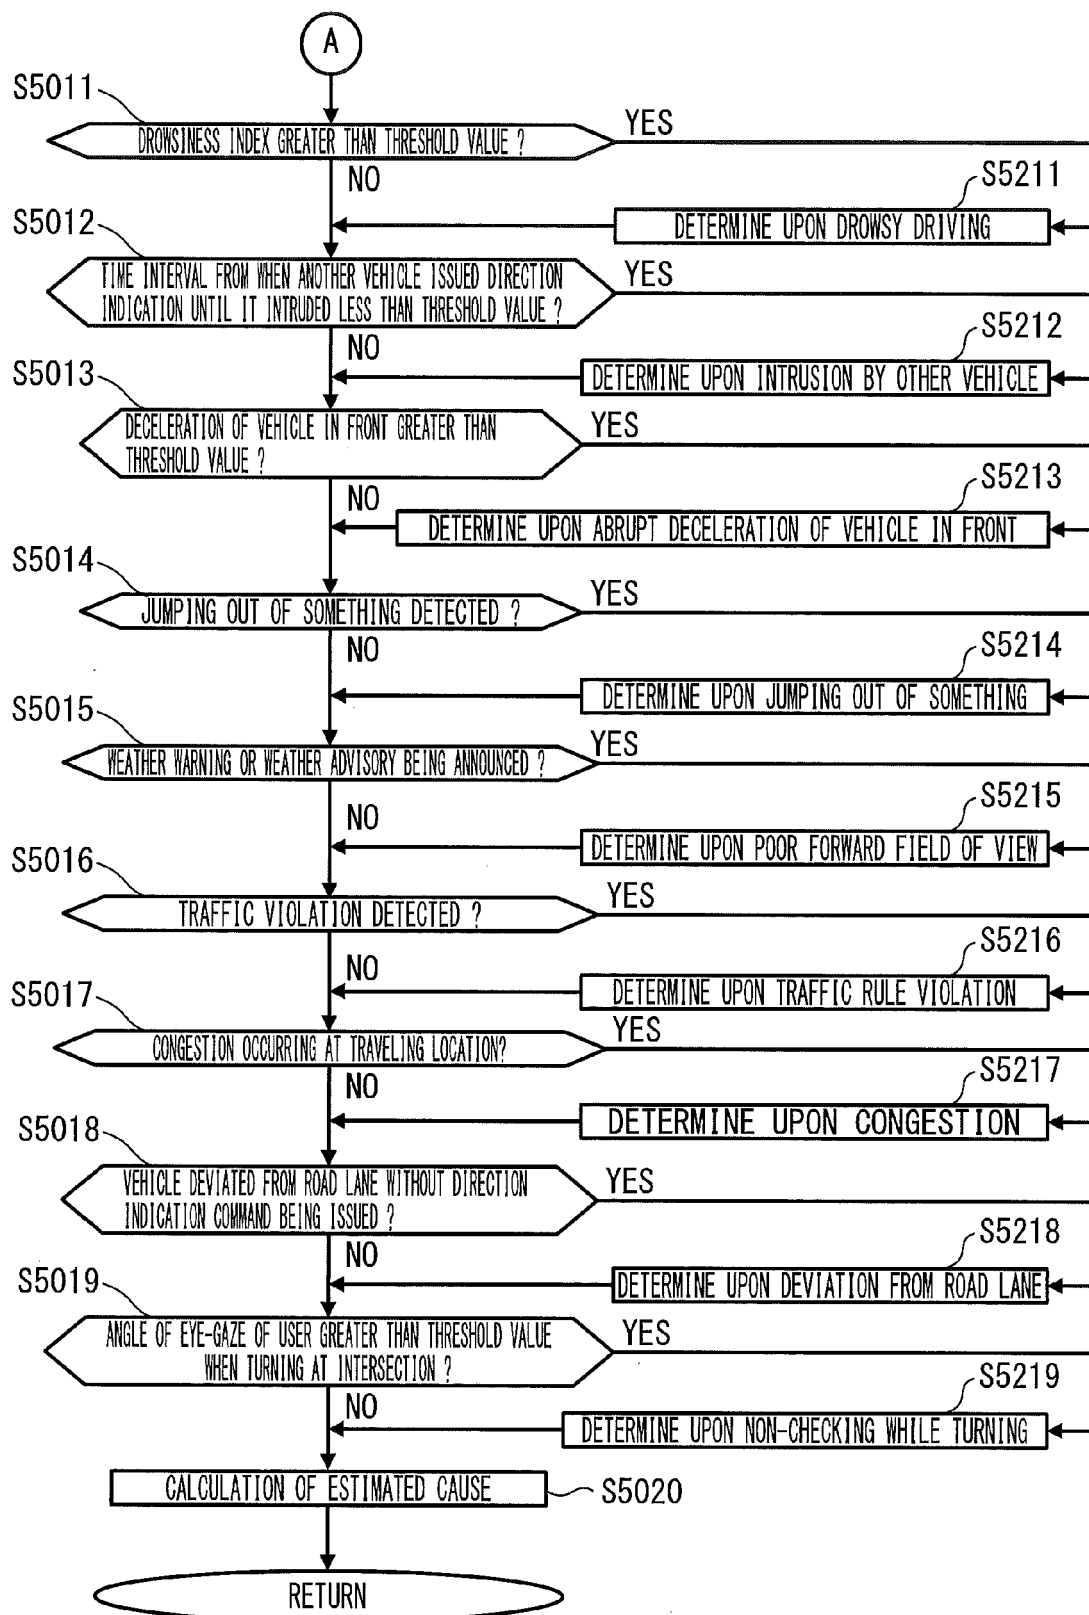 A
S5011
DROWSINESS INDEX GREATER THAN THRESHOLD VALUE ?
YES
NO
S5211
DETERMINE UPON DROWSY DRIVING
S5012
TIME INTERVAL FROM WHEN ANOTHER VEHICLE ISSUED DIRECTION
INDICATION UNTIL IT INTRUDED LESS THAN THRESHOLD VALUE ?
YES
NO
S5212
DETERMINE UPON INTRUSION BY OTHER VEHICLE
S5013
DECELERATION OF VEHICLE IN FRONT GREATER THAN
THRESHOLD VALUE ?
YES
NO
S5213
DETERMINE UPON ABRUPT DECELERATION OF VEHICLE IN FRONT
S5014
JUMPING OUT OF SOMETHING DETECTED ?
YES
NO
S5214
DETERMINE UPON JUMPING OUT OF SOMETHING
S5015
WEATHER WARNING OR WEATHER ADVISORY BEING ANNOUNCED ?
YES
NO
S5215
DETERMINE UPON POOR FORWARD FIELD OF VIEW
S5016
TRAFFIC VIOLATION DETECTED ?
YES
NO
S5216
DETERMINE UPON TRAFFIC RULE VIOLATION
S5017
CONGESTION OCCURRING AT TRAVELING LOCATION?
YES
NO
S5217
DETERMINE UPON CONGESTION
S5018
VEHICLE DEVIATED FROM ROAD LANE WITHOUT DIRECTION
INDICATION COMMAND BEING ISSUED ?
YES
NO
S5218
DETERMINE UPON DEVIATION FROM ROAD LANE
S5019
ANGLE OF EYE-GAZE OF USER GREATER THAN THRESHOLD VALUE
WHEN TURNING AT INTERSECTION ?
YES
NO
S5219
DETERMINE UPON NON-CHECKING WHILE TURNING
CALCULATION OF ESTIMATED CAUSE
S5020
RETURN